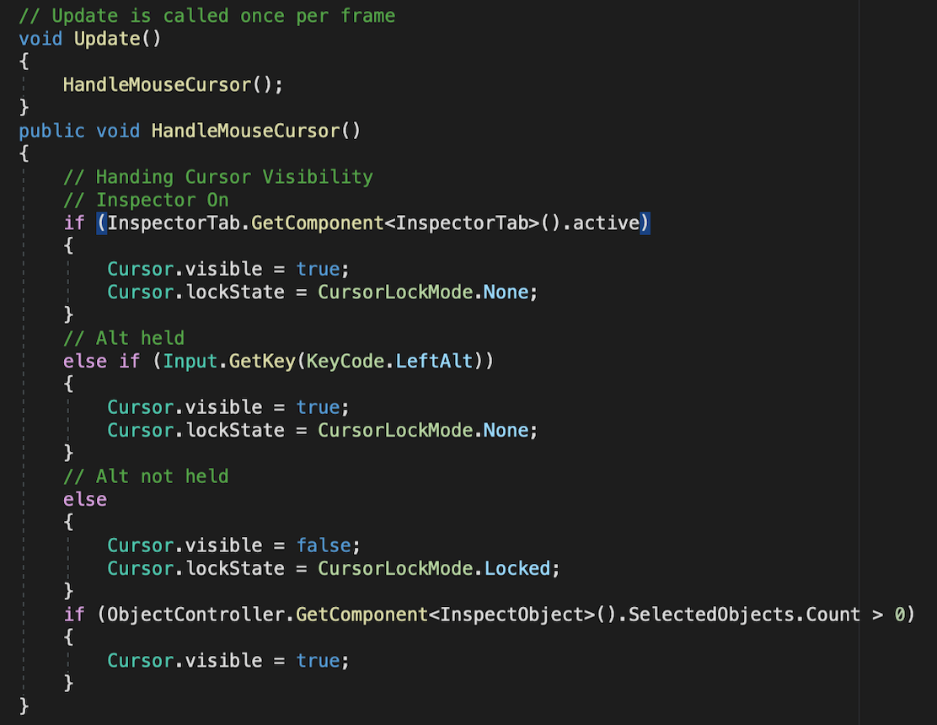 // Update is called once per frame
void Update()
{
    HandleMouseCursor();
}
public void HandleMouseCursor()
{
    // Handing Cursor Visibility
    // Inspector On
    if (InspectorTab.GetComponent<InspectorTab>().active)
    {
        Cursor.visible = true;
        Cursor.lockState = CursorLockMode.None;
    }
    // Alt held
    else if (Input.GetKey(KeyCode.LeftAlt))
    {
        Cursor.visible = true;
        Cursor.lockState = CursorLockMode.None;
    }
    // Alt not held
    else
    {
        Cursor.visible = false;
        Cursor.lockState = CursorLockMode.Locked;
    }
    if (ObjectController.GetComponent<InspectObject>().SelectedObjects.Count > 0)
    {
        Cursor.visible = true;
    }
}